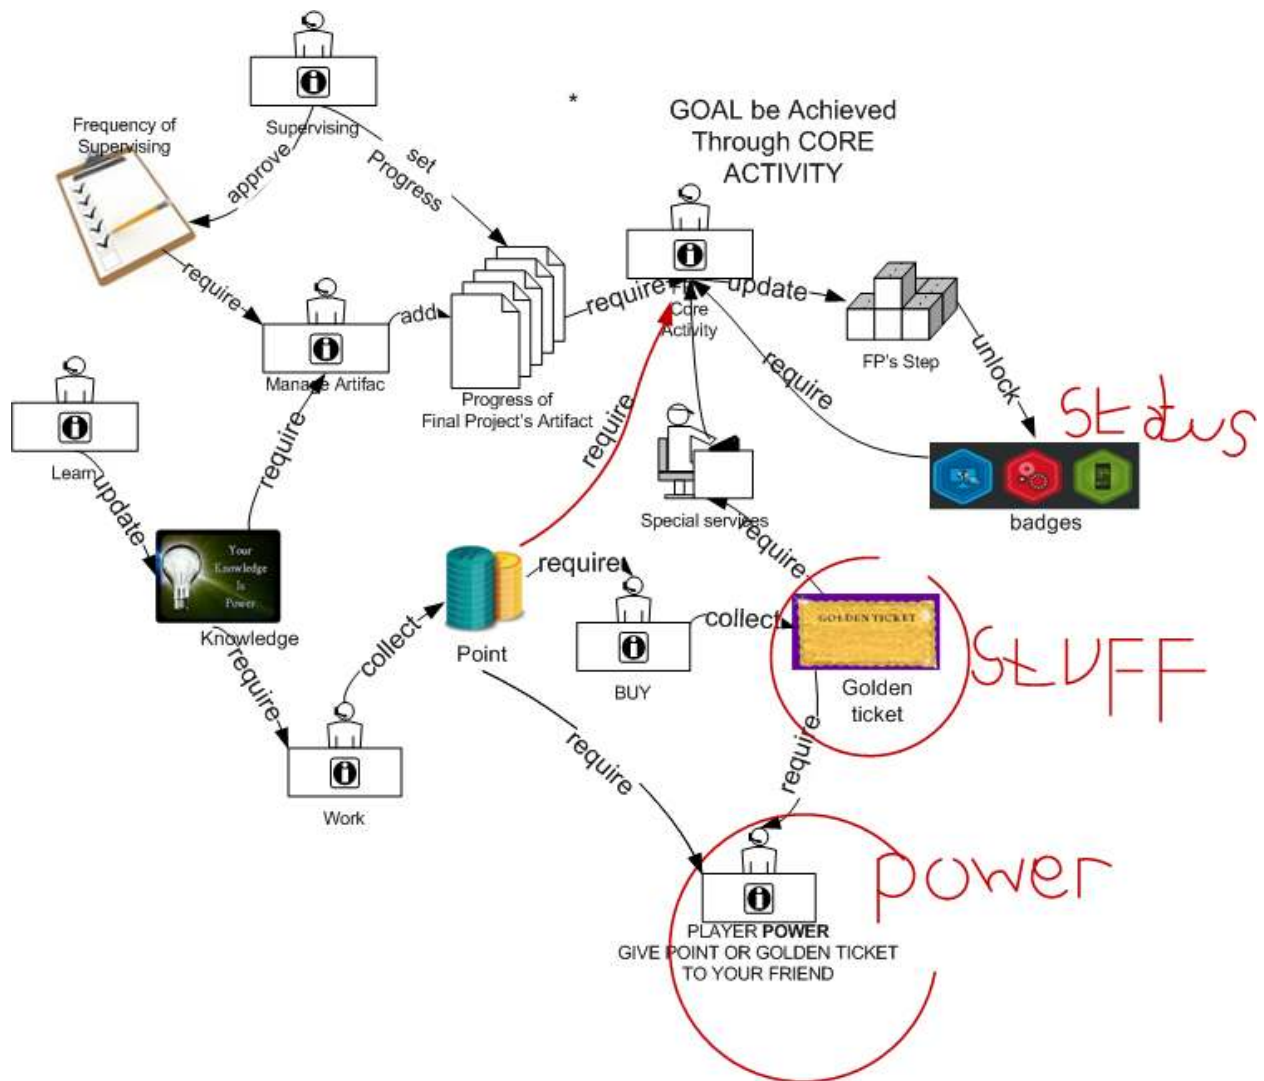 *
GOAL be Achieved
Through CORE
ACTIVITY
Supervising
Frequency of
Supervising
approve
set
Progress
require
Manage Artifac
add
Progress of
Final Project's Artifact
require
Core
Activity
update
FP's Step
unlock
Status
badges
require
Learn
update
require
Your
Knowledge
Is
Power
Knowledge
require
Work
collect
Point
require
require
BUY
collect
Special services
require
GOLDEN TICKET
Golden
ticket
STUFF
require
require
power
PLAYER POWER
GIVE POINT OR GOLDEN TICKET
TO YOUR FRIEND